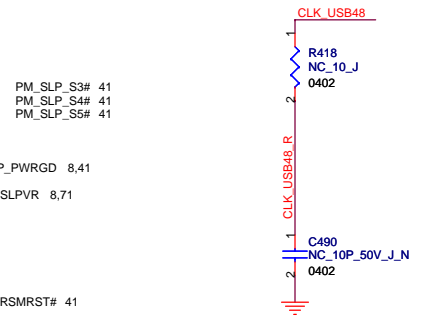 CLK_USB48
1
R418
NC_10_J
0402
2
PM_SLP_S3# 41
PM_SLP_S4# 41
PM_SLP_S5# 41
CLK_USB48_R
P_PWRGD 8,41
SLPVR 8,71
1
C490
NC_10P_50V_J_N
0402
2
RSMRST# 41